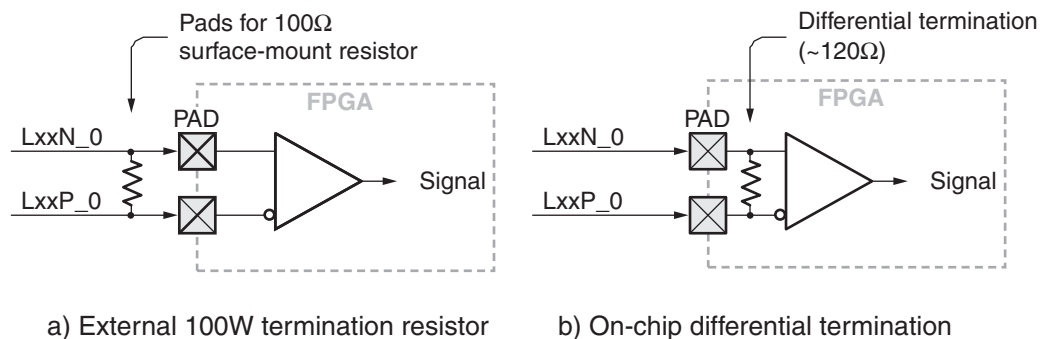 Pads for 100Ω
surface-mount resistor
FPGA
PAD
LxxN_0
LxxP_0
Signal
a) External 100W termination resistor
Differential termination
(~120Ω)
FPGA
PAD
LxxN_0
LxxP_0
Signal
b) On-chip differential termination